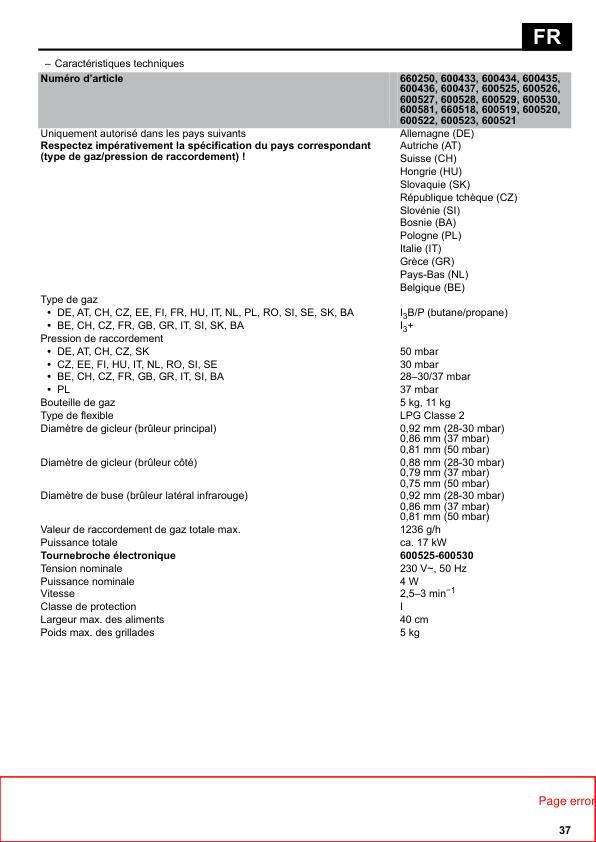 FR
– Caractéristiques techniques
Numéro d'article 660250, 600433, 600434, 600435,
600436, 600437, 600525, 600526,
600527, 600528, 600529, 600530,
600581, 660518, 600519, 600520,
600522, 600523, 600521
Uniquement autorisé dans les pays suivants Allemagne (DE)
Respectez impérativement la spécification du pays correspondant Autriche (AT)
(type de gaz/pression de raccordement) ! Suisse (CH)
Hongrie (HU)
Slovaquie (SK)
République tchèque (CZ)
Slovénie (SI)
Bosnie (BA)
Pologne (PL)
Italie (IT)
Grèce (GR)
Pays-Bas (NL)
Belgique (BE)
Type de gaz
• DE, AT, CH, CZ, EE, FI, FR, HU, IT, NL, PL, RO, SI, SE, SK, BA I3B/P (butane/propane)
• BE, CH, CZ, FR, GB, GR, IT, SI, SK, BA I3+
Pression de raccordement
• DE, AT, CH, CZ, SK 50 mbar
• CZ, EE, FI, HU, IT, NL, RO, SI, SE 30 mbar
• BE, CH, CZ, FR, GB, GR, IT, SI, BA 28–30/37 mbar
• PL 37 mbar
Bouteille de gaz 5 kg, 11 kg
Type de flexible LPG Classe 2
Diamètre de gicleur (brûleur principal) 0,92 mm (28-30 mbar)
0,86 mm (37 mbar)
0,81 mm (50 mbar)
Diamètre de gicleur (brûleur côté) 0,88 mm (28-30 mbar)
0,79 mm (37 mbar)
0,75 mm (50 mbar)
Diamètre de buse (brûleur latéral infrarouge) 0,92 mm (28-30 mbar)
0,86 mm (37 mbar)
0,81 mm (50 mbar)
Valeur de raccordement de gaz totale max. 1236 g/h
Puissance totale ca. 17 kW
Tournebroche électronique 600525-600530
Tension nominale 230 V~, 50 Hz
Puissance nominale 4 W
Vitesse 2,5–3 min−1
Classe de protection I
Largeur max. des aliments 40 cm
Poids max. des grillades 5 kg
Page error
37